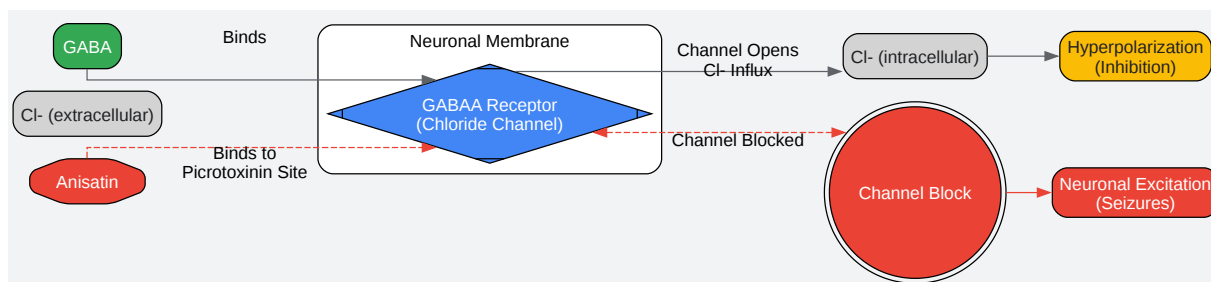 GABA
Binds
Neuronal Membrane
Channel Opens
Cl- Influx
Cl- (intracellular)
Hyperpolarization
(Inhibition)
Cl- (extracellular)
GABAA Receptor
(Chloride Channel)
Channel Blocked
Anisatin
Binds to
Picrotoxinin Site
Channel Block
Neuronal Excitation
(Seizures)